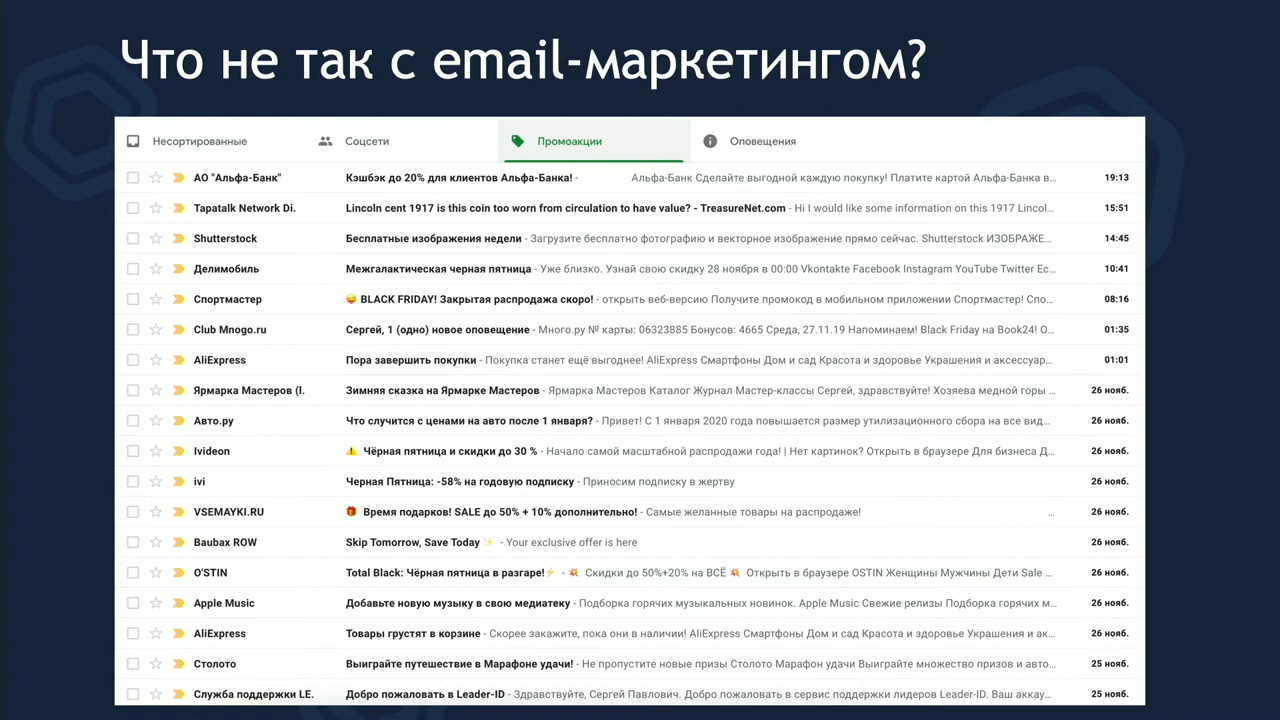 Что не так с email-маркетингом?
Несортированные Соцсети Промоакции Оповещения
АО "Альфа-Банк" Кэшбэк до 20% для клиентов Альфа-Банка! - Альфа-Банк Сделайте выгодной каждую покупку! Платите картой Альфа-Банка в… 19:13
Tapatalk Network Di. Lincoln cent 1917 is this coin too worn from circulation to have value? - TreasureNet.com - Hi I would like some information on this 1917 Lincol… 15:51
Shutterstock Бесплатные изображения недели - Загрузите бесплатно фотографию и векторное изображение прямо сейчас. Shutterstock ИЗОБРАЖЕ… 14:45
Делимобиль Межгалактическая черная пятница - Уже близко. Узнай свою скидку 28 ноября в 00:00 Vkontakte Facebook Instagram YouTube Twitter Ec… 10:41
Спортмастер 😜 BLACK FRIDAY! Закрытая распродажа скоро! - открыть веб-версию Получите промокод в мобильном приложении Спортмастер! Спо… 08:16
Club Mnogo.ru Сергей, 1 (одно) новое оповещение - Много.ру № карты: 06323885 Бонусов: 4665 Среда, 27.11.19 Напоминаем! Black Friday на Book24! О… 01:35
AliExpress Пора завершить покупки - Покупка станет ещё выгоднее! AliExpress Смартфоны Дом и сад Красота и здоровье Украшения и аксессуар… 01:01
Ярмарка Мастеров (l. Зимняя сказка на Ярмарке Мастеров - Ярмарка Мастеров Каталог Журнал Мастер-классы Сергей, здравствуйте! Хозяева медной горы … 26 нояб.
Авто.ру Что случится с ценами на авто после 1 января? - Привет! С 1 января 2020 года повышается размер утилизационного сбора на все вид… 26 нояб.
Ivideon ⚠️ Чёрная пятница и скидки до 30 % - Начало самой масштабной распродажи года! | Нет картинок? Открыть в браузере Для бизнеса Д… 26 нояб.
ivi Черная Пятница: -58% на годовую подписку - Приносим подписку в жертву 26 нояб.
VSEMAYKI.RU 🎁 Время подарков! SALE до 50% + 10% дополнительно! - Самые желанные товары на распродаже! … 26 нояб.
Baubax ROW Skip Tomorrow, Save Today ✨ - Your exclusive offer is here 26 нояб.
O'STIN Total Black: Чёрная пятница в разгаре!⚡ - 💥 Скидки до 50%+20% на ВСЁ 💥 Открыть в браузере OSTIN Женщины Мужчины Дети Sale … 26 нояб.
Apple Music Добавьте новую музыку в свою медиатеку - Подборка горячих музыкальных новинок. Apple Music Свежие релизы Подборка горячих м… 26 нояб.
AliExpress Товары грустят в корзине - Скорее закажите, пока они в наличии! AliExpress Смартфоны Дом и сад Красота и здоровье Украшения и ак… 26 нояб.
Столото Выиграйте путешествие в Марафоне удачи! - Не пропустите новые призы Столото Марафон удачи Выиграйте множество призов и авто… 25 нояб.
Служба поддержки LE. Добро пожаловать в Leader-ID - Здравствуйте, Сергей Павлович. Добро пожаловать в сервис поддержки лидеров Leader-ID. Ваш аккау… 25 нояб.